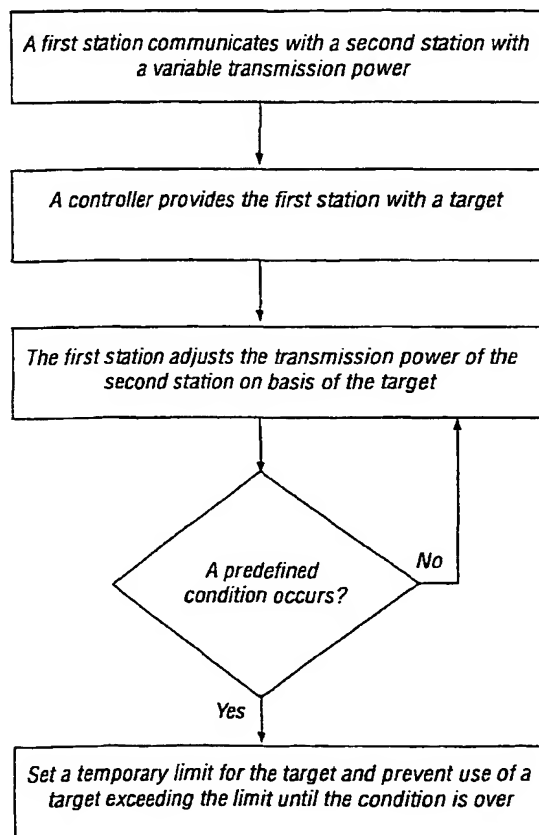 A first station communicates with a second station with
a variable transmission power
A controller provides the first station with a target
The first station adjusts the transmission power of the
second station on basis of the target
A predefined
condition occurs?
No
Yes
Set a temporary limit for the target and prevent use of a
target exceeding the limit until the condition is over